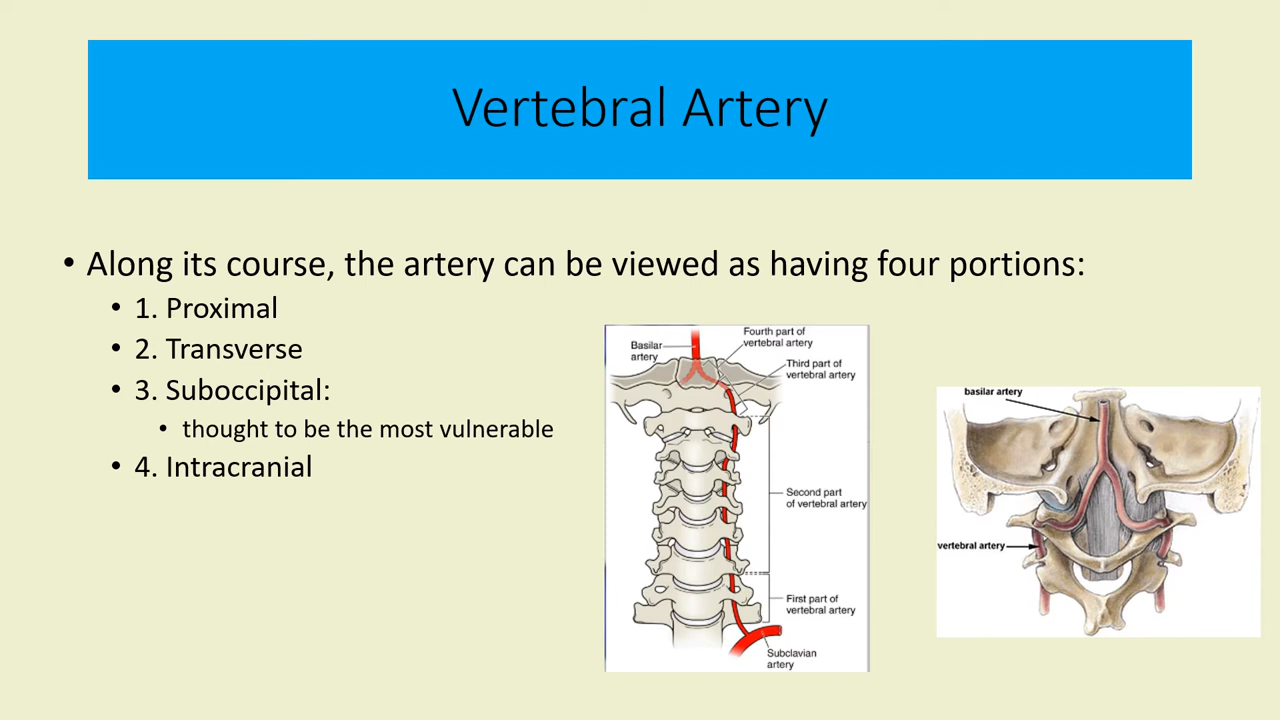 Vertebral Artery
• Along its course, the artery can be viewed as having four portions:
• 1. Proximal
• 2. Transverse
• 3. Suboccipital:
• thought to be the most vulnerable
• 4. Intracranial
Basilar
artery
Fourth part of
vertebral artery
Third part of
vertebral artery
Second part
of vertebral artery
First part of
vertebral artery
Subclavian
artery
basilar artery
vertebral artery